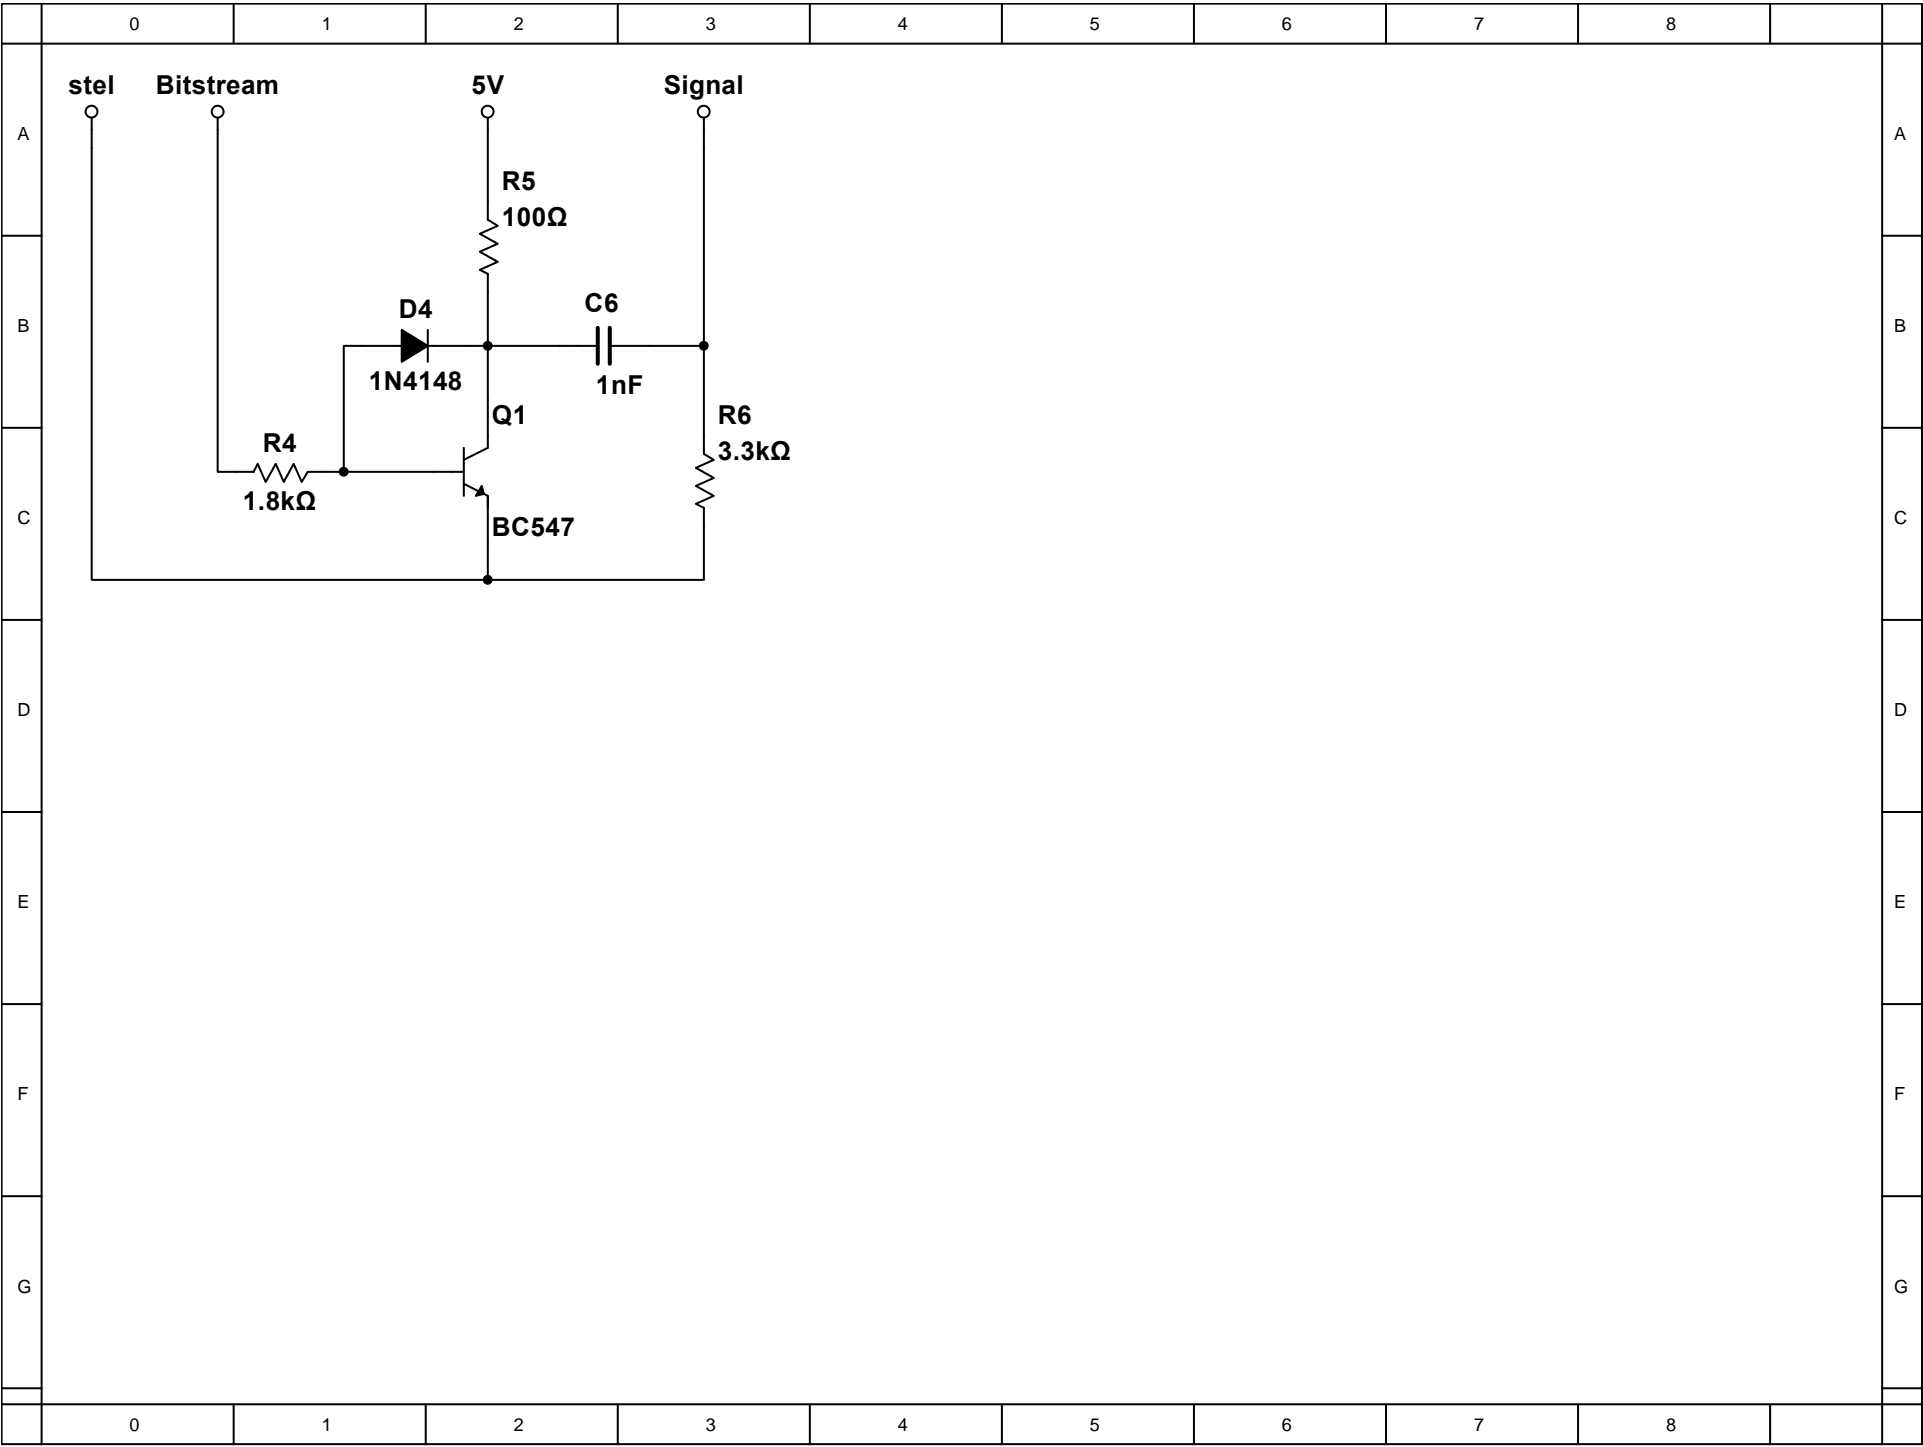 0 1 2 3 4 5 6 7 8
stel Bitstream 5V Signal
A A
R5
100Ω
D4 C6
B B
1N4148 1nF
Q1 R6
R4 3.3kΩ
1.8kΩ
C C
BC547
D D
E E
F F
G G
0 1 2 3 4 5 6 7 8